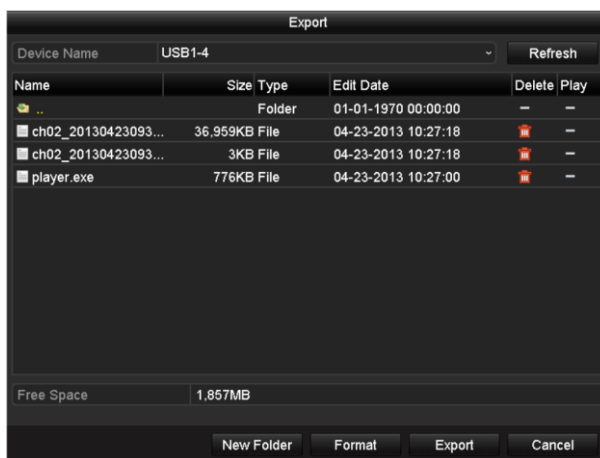 Export
Device Name USB1-4 Refresh
Name Size Type Edit Date Delete Play
.. Folder 01-01-1970 00:00:00 – –
ch02_20130423093... 36,959KB File 04-23-2013 10:27:18 –
ch02_20130423093... 3KB File 04-23-2013 10:27:18 –
player.exe 776KB File 04-23-2013 10:27:00 –
Free Space 1,857MB
New Folder Format Export Cancel